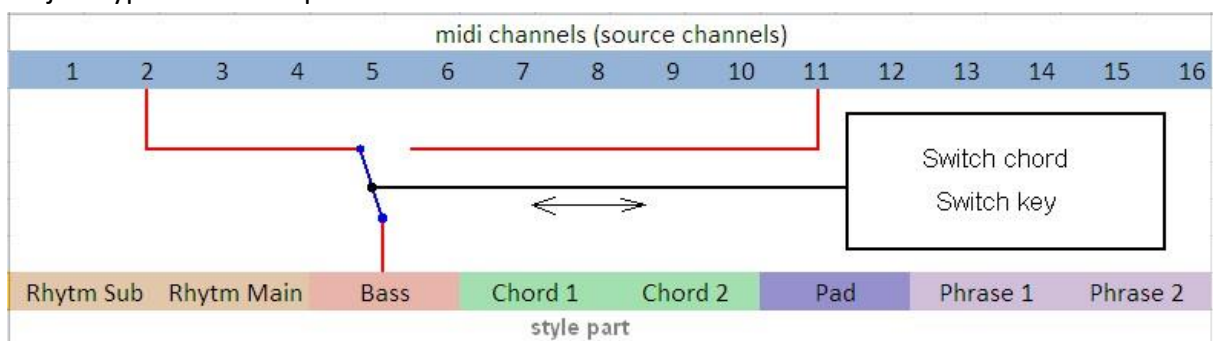 midi channels (source channels)
1 2 3 4 5 6 7 8 9 10 11 12 13 14 15 16
Switch chord
Switch key
Rhytm Sub Rhytm Main Bass Chord 1 Chord 2 Pad Phrase 1 Phrase 2
style part